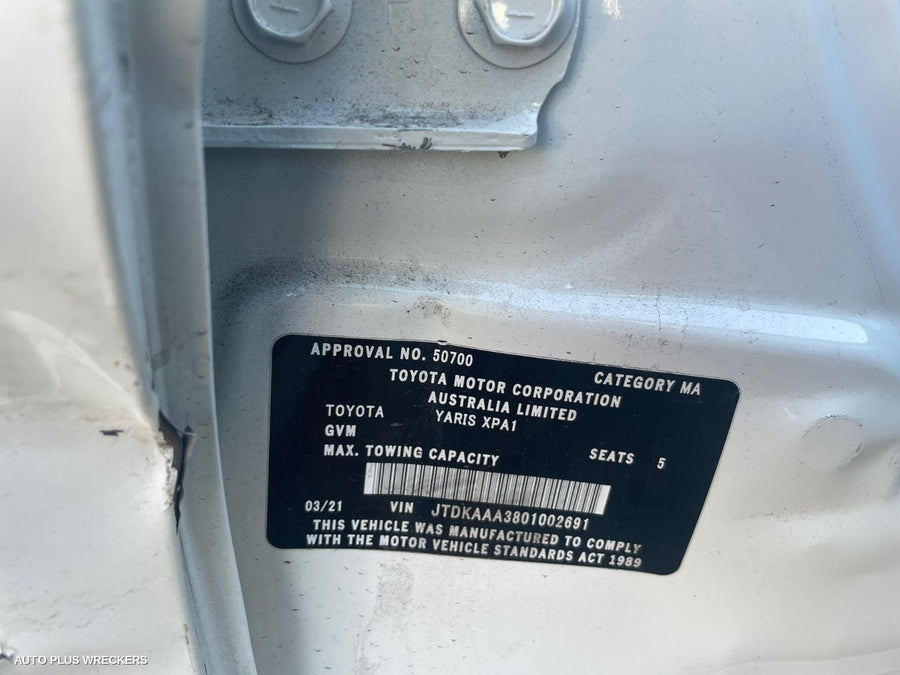 APPROVAL NO. 50700
CATEGORY MA
TOYOTA MOTOR CORPORATION
AUSTRALIA LIMITED
TOYOTA YARIS XPA1
GVM
MAX. TOWING CAPACITY SEATS 5
03/21 VIN JTDKAAA3801002691
THIS VEHICLE WAS MANUFACTURED TO COMPLY
WITH THE MOTOR VEHICLE STANDARDS ACT 1989
AUTO PLUS WRECKERS